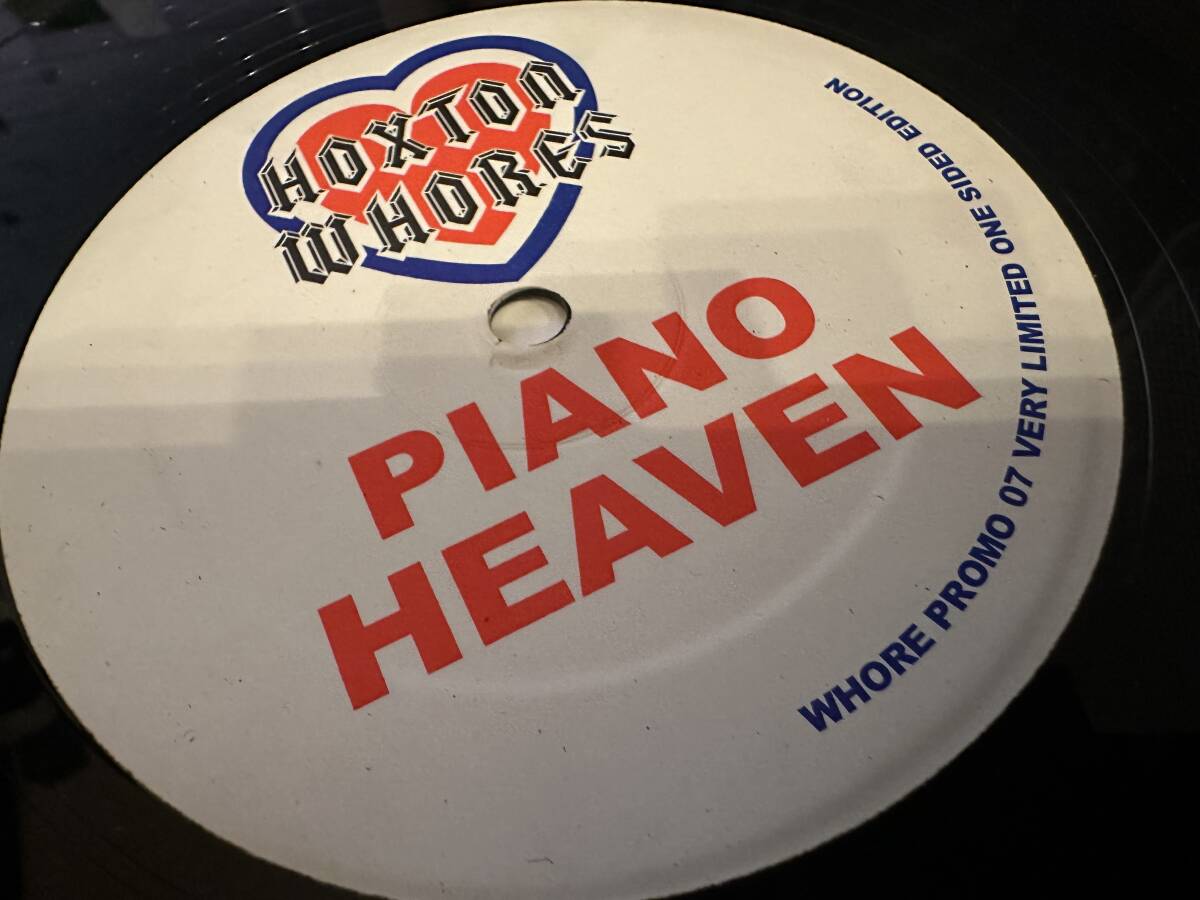 HOXTON
WHORES
PIANO
HEAVEN
WHORE PROMO 07 VERY LIMITED ONE SIDED EDITION